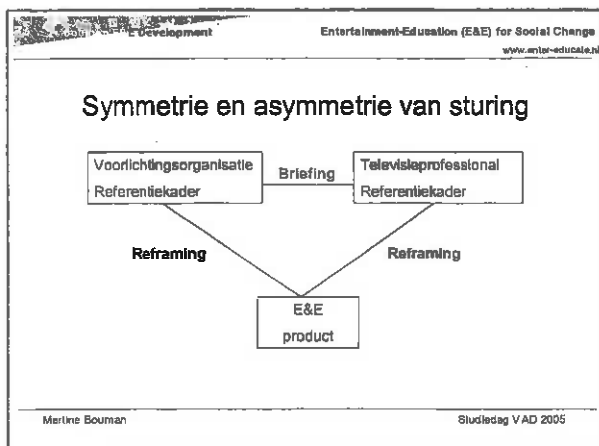 E Development
Entertainment-Education (E&E) for Social Change
www.enter-educate.nl
Symmetrie en asymmetrie van sturing
Voorlichtingsorganisatie
Referentiekader
Briefing
Televisieprofessional
Referentiekader
Reframing
Reframing
E&E
product
Martine Bouman
Studiedag VAD 2005